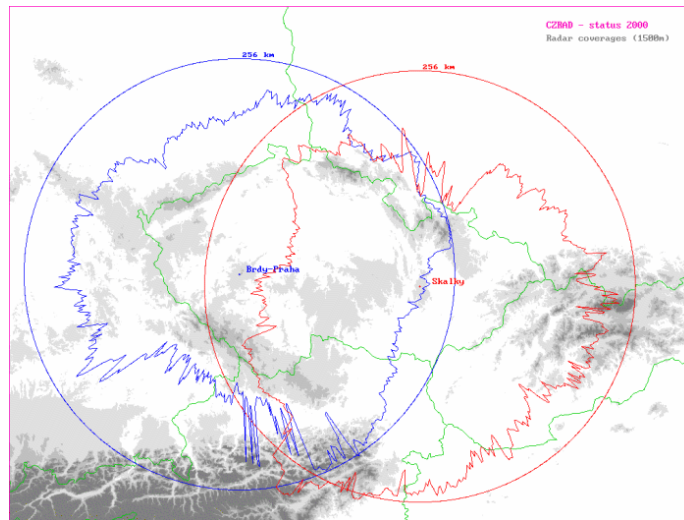 CZRAD - status 2000
Radar coverages (1500m)
256 km
256 km
Brdy-Praha
Skalky